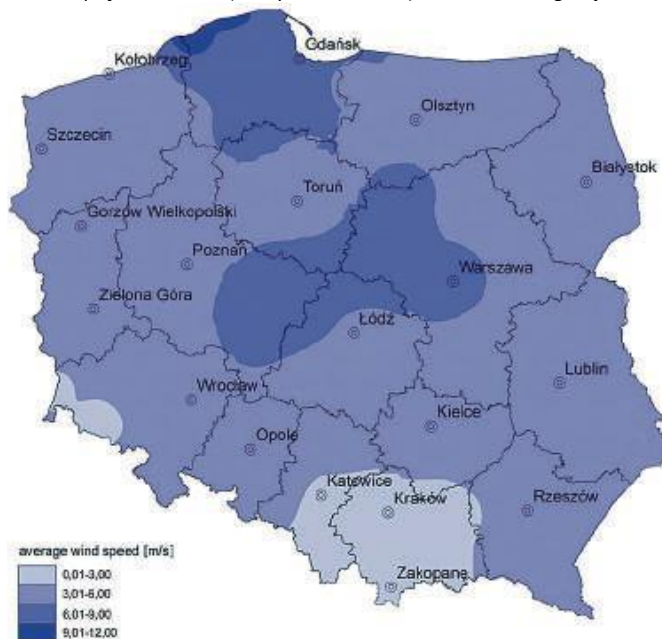 Gdańsk
Kołobrzeg
Olsztyn
Szczecin
Białystok
Toruń
Gorzów Wielkopolski
Poznań
Warszawa
Zielona Góra
Łódź
Lublin
Wrocław
Kielce
Opole
Katowice
Kraków
Rzeszów
Zakopane
average wind speed [m/s]
0,01-3,00
3,01-6,00
6,01-9,00
9,01-12,00